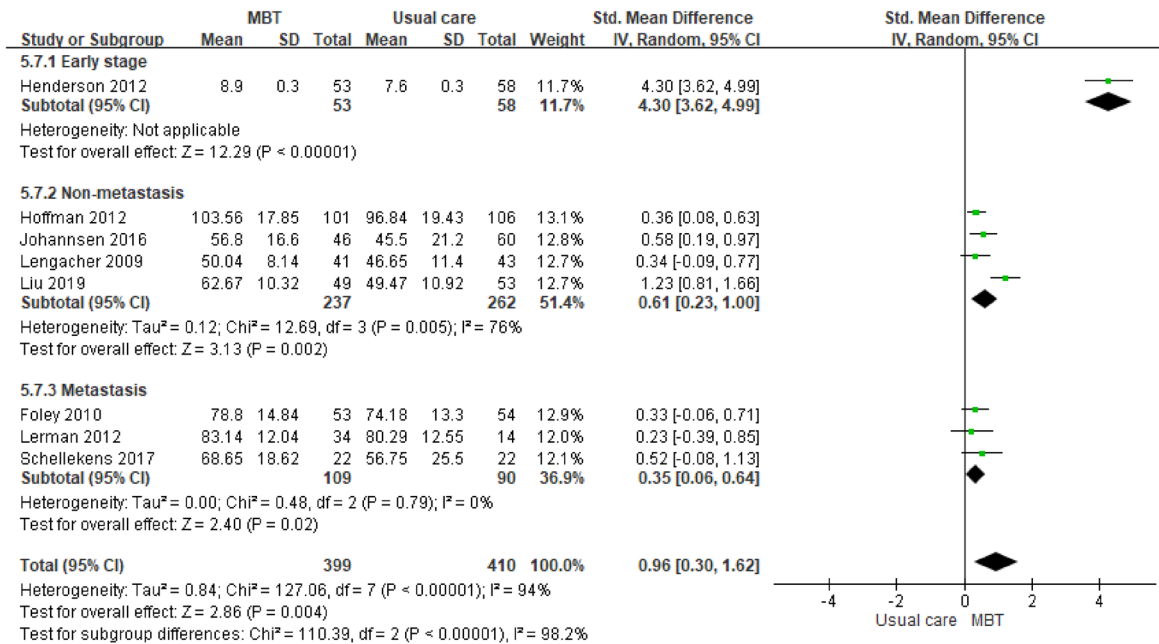 MBT Usual care Std. Mean Difference Std. Mean Difference
Study or Subgroup Mean SD Total Mean SD Total Weight IV, Random, 95% CI IV, Random, 95% CI
5.7.1 Early stage
Henderson 2012 8.9 0.3 53 7.6 0.3 58 11.7% 4.30 [3.62, 4.99]
Subtotal (95% CI) 53 58 11.7% 4.30 [3.62, 4.99]
Heterogeneity: Not applicable
Test for overall effect: Z = 12.29 (P < 0.00001)
5.7.2 Non-metastasis
Hoffman 2012 103.56 17.85 101 96.84 19.43 106 13.1% 0.36 [0.08, 0.63]
Johannsen 2016 56.8 16.6 46 45.5 21.2 60 12.8% 0.58 [0.19, 0.97]
Lengacher 2009 50.04 8.14 41 46.65 11.4 43 12.7% 0.34 [-0.09, 0.77]
Liu 2019 62.67 10.32 49 49.47 10.92 53 12.7% 1.23 [0.81, 1.66]
Subtotal (95% CI) 237 262 51.4% 0.61 [0.23, 1.00]
Heterogeneity: Tau² = 0.12; Chi² = 12.69, df = 3 (P = 0.005); I² = 76%
Test for overall effect: Z = 3.13 (P = 0.002)
5.7.3 Metastasis
Foley 2010 78.8 14.84 53 74.18 13.3 54 12.9% 0.33 [-0.06, 0.71]
Lerman 2012 83.14 12.04 34 80.29 12.55 14 12.0% 0.23 [-0.39, 0.85]
Schellekens 2017 68.65 18.62 22 56.75 25.5 22 12.1% 0.52 [-0.08, 1.13]
Subtotal (95% CI) 109 90 36.9% 0.35 [0.06, 0.64]
Heterogeneity: Tau² = 0.00; Chi² = 0.48, df = 2 (P = 0.79); I² = 0%
Test for overall effect: Z = 2.40 (P = 0.02)
Total (95% CI) 399 410 100.0% 0.96 [0.30, 1.62]
Heterogeneity: Tau² = 0.84; Chi² = 127.06, df = 7 (P < 0.00001); I² = 94%
Test for overall effect: Z = 2.86 (P = 0.004)
Test for subgroup differences: Chi² = 110.39, df = 2 (P < 0.00001), I² = 98.2%
-4 -2 0 2 4
Usual care MBT